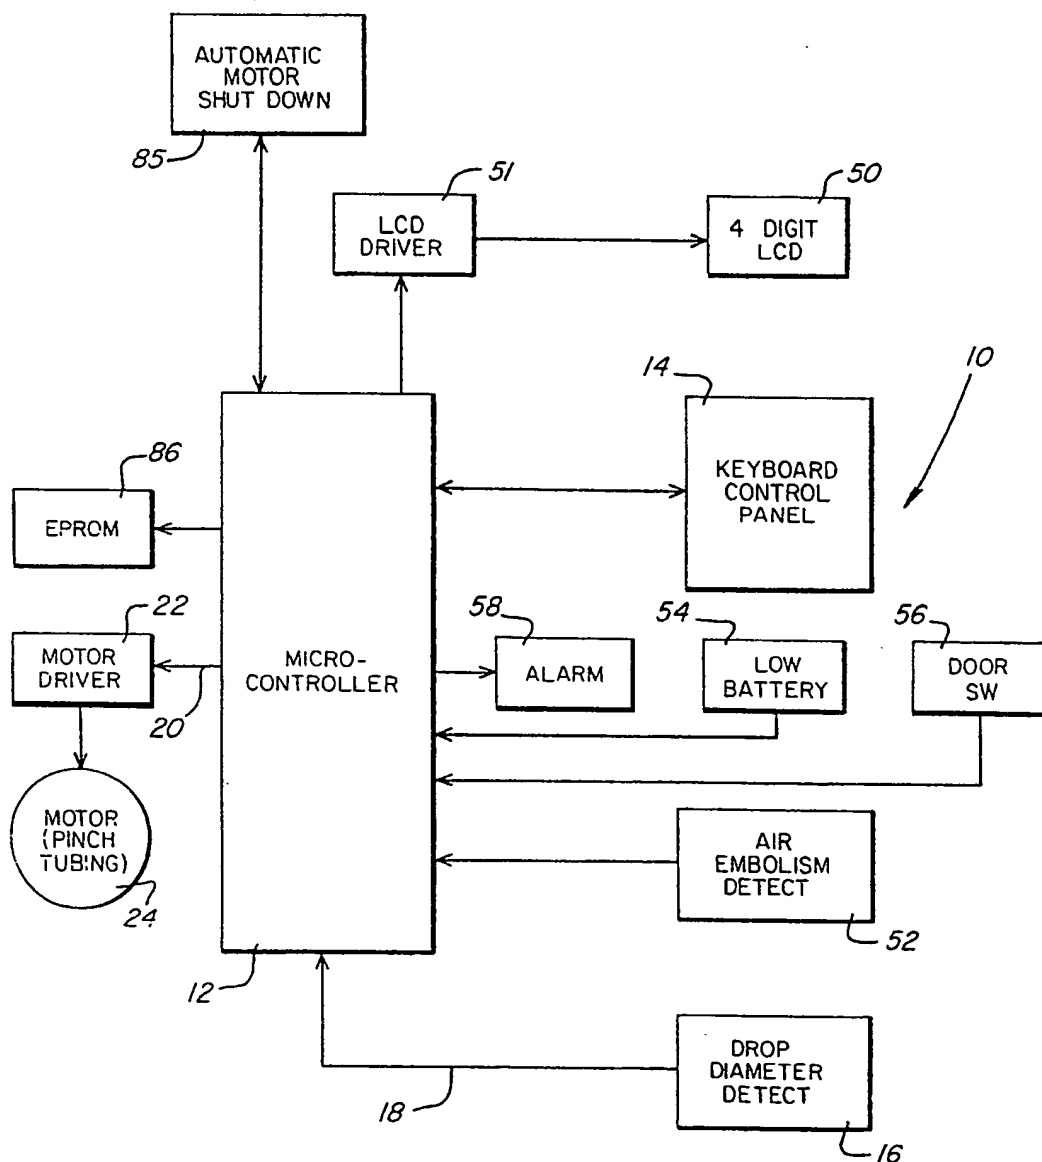 AUTOMATIC
MOTOR
SHUT DOWN
85
51
50
LCD
DRIVER
4 DIGIT
LCD
14
10
KEYBOARD
CONTROL
PANEL
86
EPROM
22
MOTOR
DRIVER
20
MICRO-
CONTROLLER
58
ALARM
54
LOW
BATTERY
56
DOOR
SW
MOTOR
(PINCH
TUBING)
24
AIR
EMBOLISM
DETECT
52
12
DROP
DIAMETER
DETECT
18
16